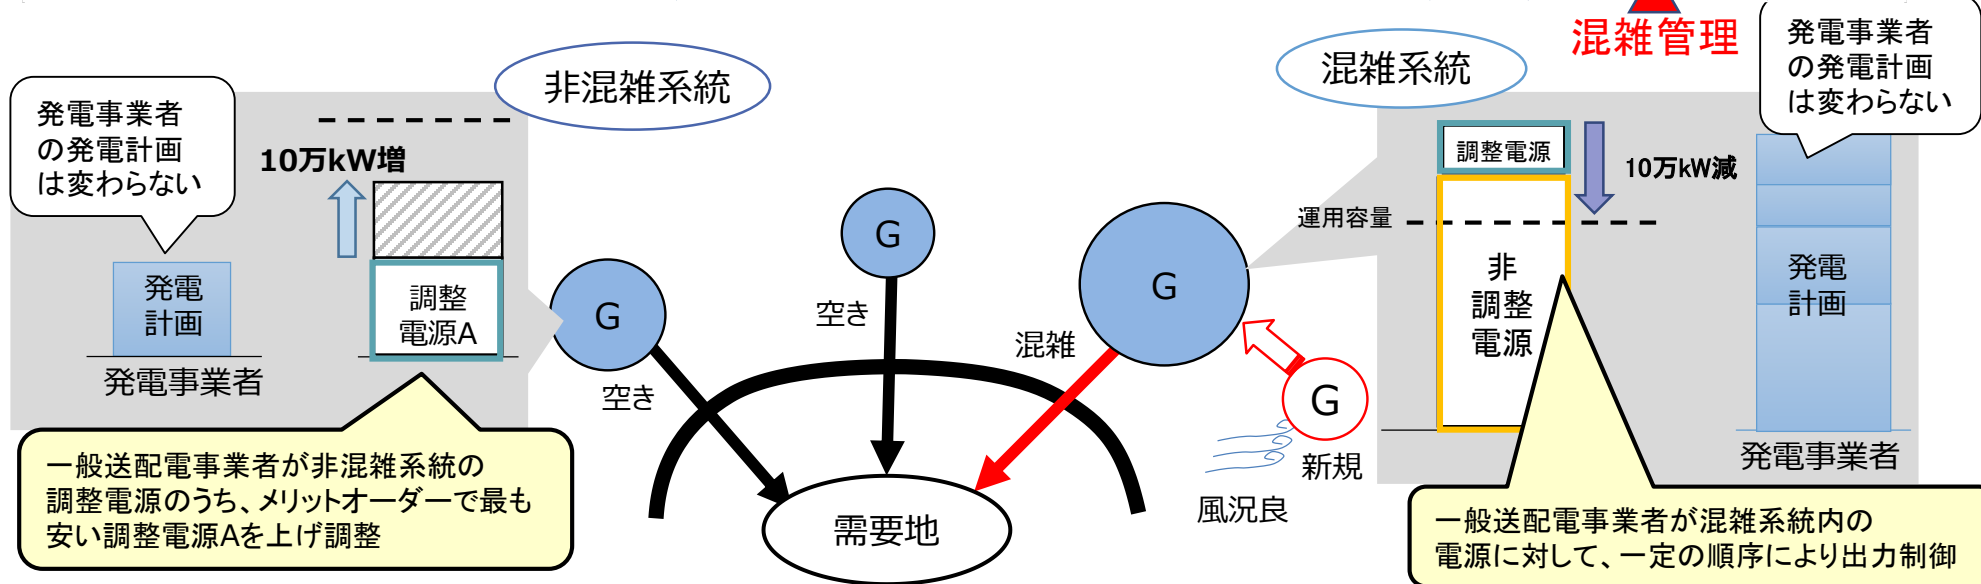 混雑管理
非混雑系統
混雑系統
発電事業者
の発電計画
は変わらない
10万kW増
発電
計画
発電事業者
調整
電源A
一般送配電事業者が非混雑系統の
調整電源のうち、メリットオーダーで最も
安い調整電源Aを上げ調整
G
空き
G
空き
G
混雑
G
新規
風況良
需要地
調整電源
10万kW減
運用容量
非
調整
電源
発電事業者
の発電計画
は変わらない
発電
計画
発電事業者
一般送配電事業者が混雑系統内の
電源に対して、一定の順序により出力制御